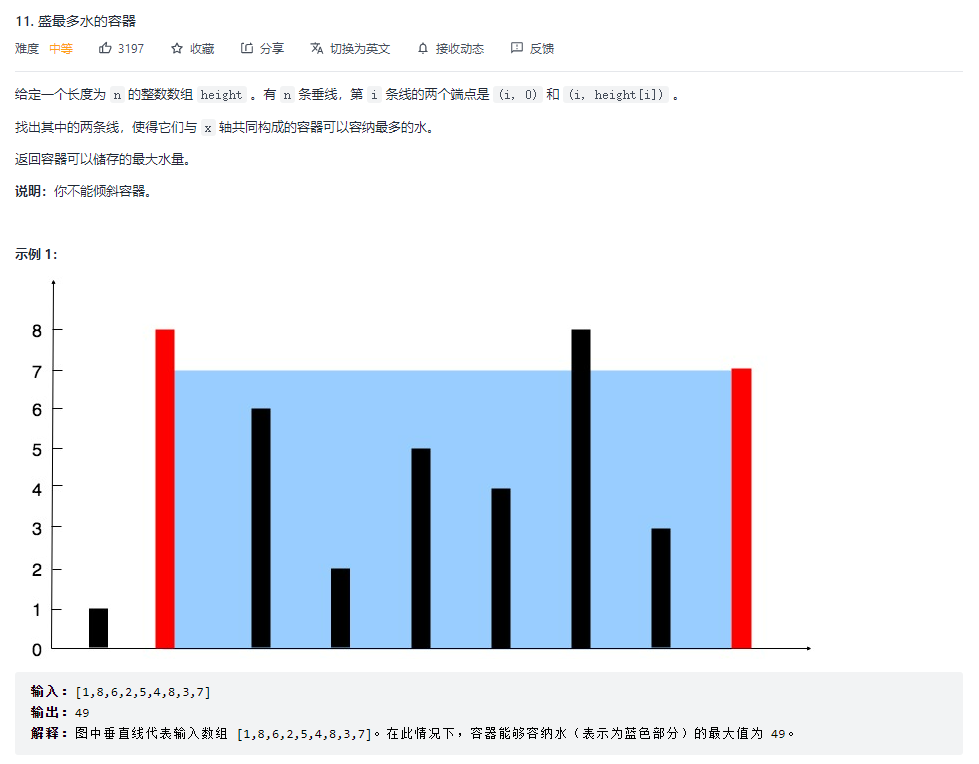 11. 盛最多水的容器
难度 中等 3197 收藏 分享 切换为英文 接收动态 反馈
给定一个长度为 n 的整数数组 height 。有 n 条垂线，第 i 条线的两个端点是 (i, 0) 和 (i, height[i]) 。
找出其中的两条线，使得它们与 x 轴共同构成的容器可以容纳最多的水。
返回容器可以储存的最大水量。
说明：你不能倾斜容器。
示例 1：
8
7
6
5
4
3
2
1
0
输入：[1,8,6,2,5,4,8,3,7]
输出：49
解释：图中垂直线代表输入数组 [1,8,6,2,5,4,8,3,7]。在此情况下，容器能够容纳水（表示为蓝色部分）的最大值为 49。